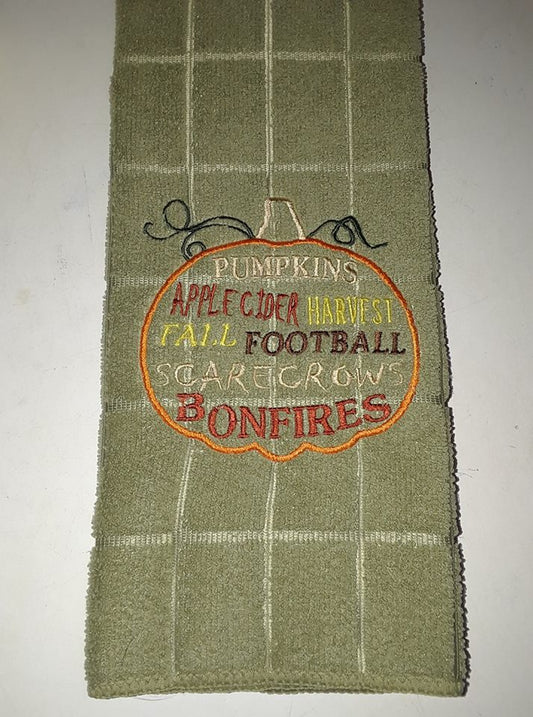 PUMPKINS
APPLE CIDER HARVEST
FALL FOOTBALL
SCARECROWS
BONFIRES